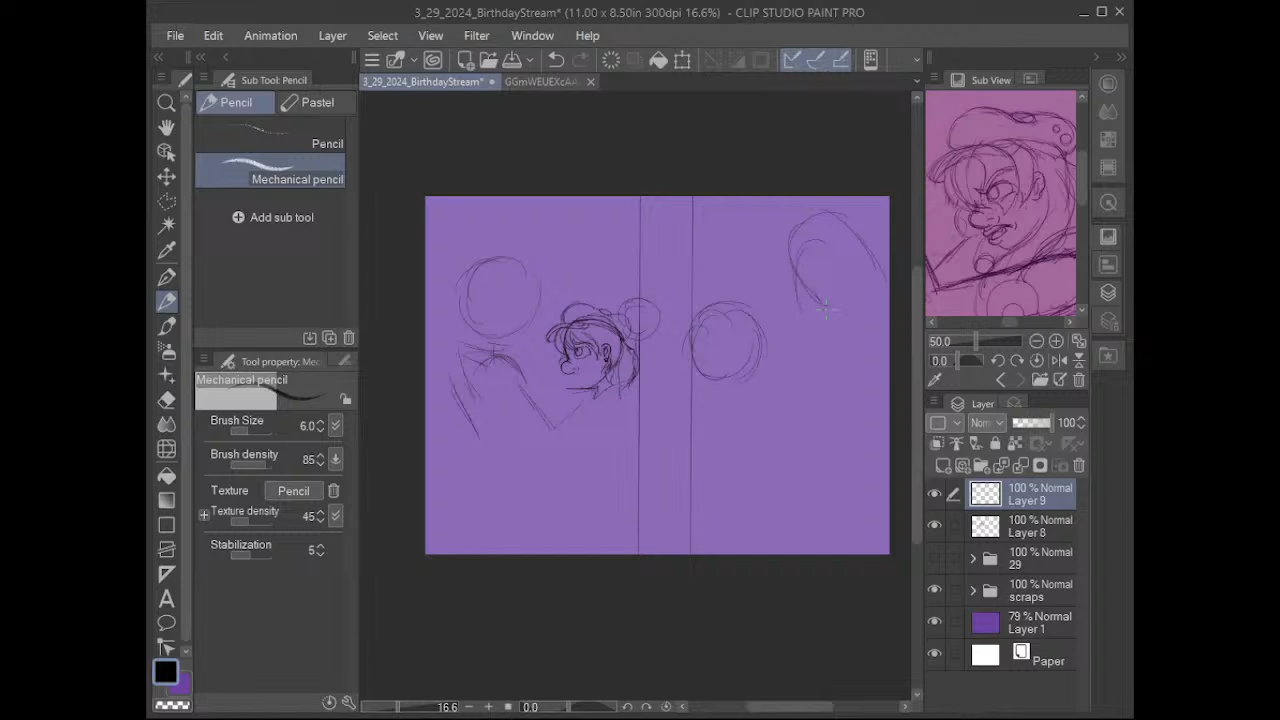 3_29_2024_BirthdayStream* (11.00 x 8.50in 300dpi 16.6%) - CLIP STUDIO PAINT PRO
File Edit Animation Layer Select View Filter Window Help
Sub Tool: Pencil
3_29_2024_BirthdayStream*
GGmWEUEXcAA
Sub View
Pencil
Pastel
Pencil
Mechanical pencil
Add sub tool
Tool property: Mec
Mechanical pencil
Brush Size 6.0
Brush density 85
Texture Pencil
Texture density 45
Stabilization 5
50.0
0.0
Layer
Norm 100
100 % Normal
Layer 9
100 % Normal
Layer 8
100 % Normal
29
100 % Normal
scraps
79 % Normal
Layer 1
Paper
16.6
0.0